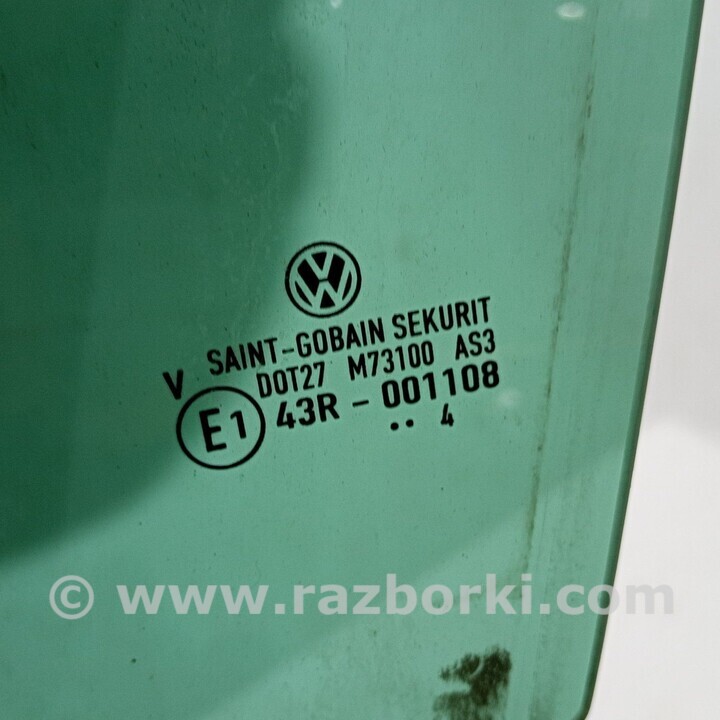 SAINT-GOBAIN SEKURIT
V DOT27 M73100 AS3
E1 43R - 001108
.. 4
© www.razborki.com